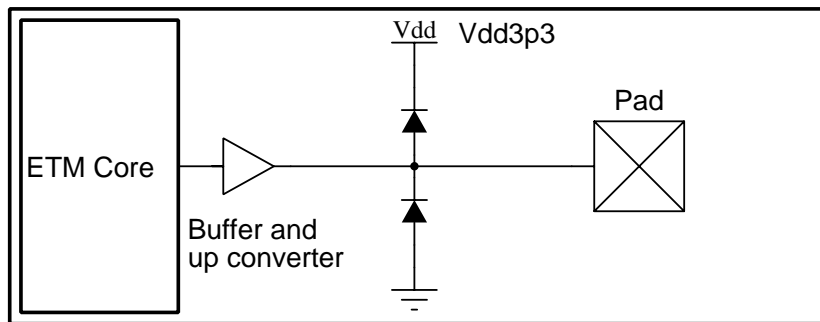 Vdd Vdd3p3
Pad
ETM Core
Buffer and
up converter